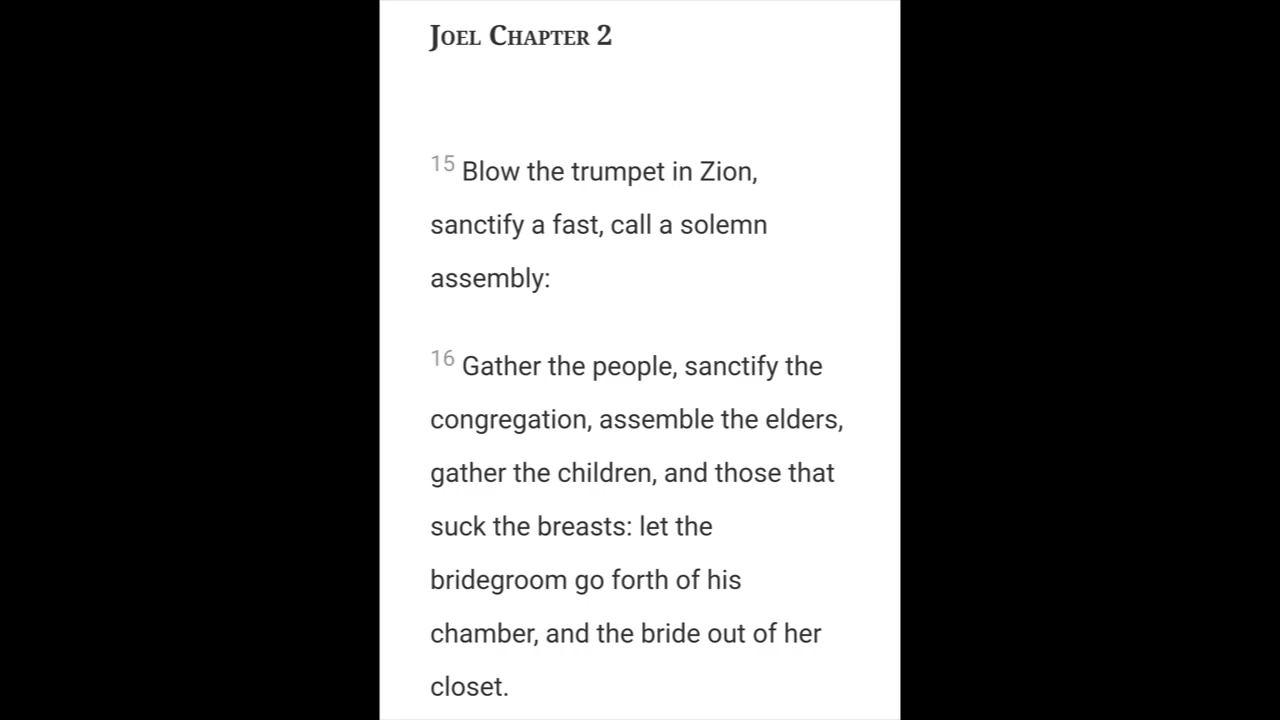 Joel Chapter 2
15 Blow the trumpet in Zion,
sanctify a fast, call a solemn
assembly:
16 Gather the people, sanctify the
congregation, assemble the elders,
gather the children, and those that
suck the breasts: let the
bridegroom go forth of his
chamber, and the bride out of her
closet.